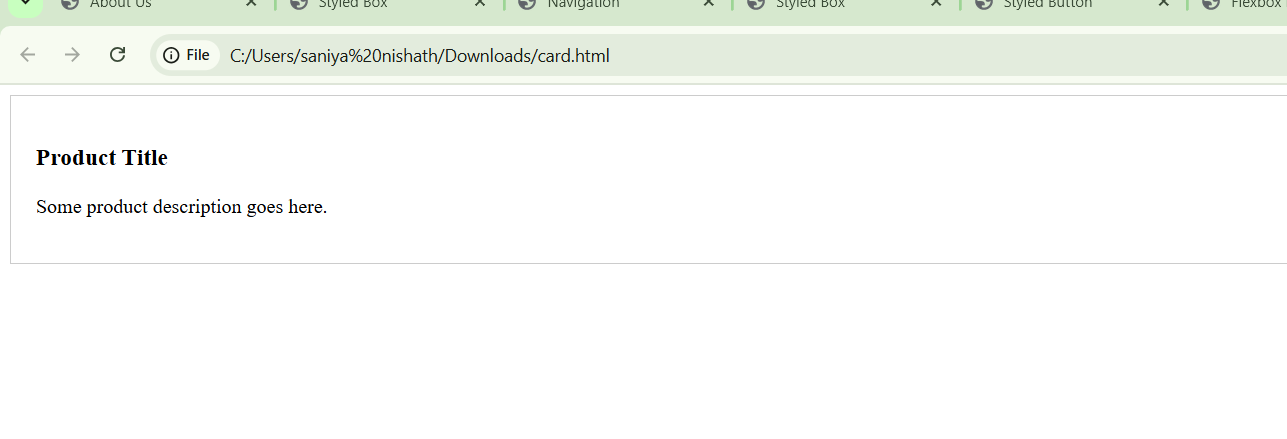 About Us
Styled Box
Navigation
Styled Box
Styled Button
Flexbox
File
C:/Users/saniya%20nishath/Downloads/card.html
Product Title
Some product description goes here.